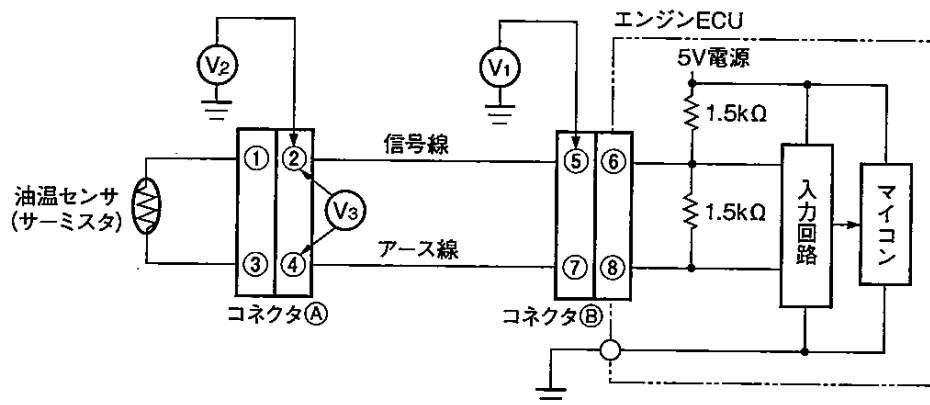 エンジンECU
5V電源
V2
V1
1.5kΩ
① ② 信号線 ⑤ ⑥
油温センサ
(サーミスタ)
V3
1.5kΩ
入力回路
マイコン
③ ④ アース線 ⑦ ⑧
コネクタⒶ
コネクタⒷ